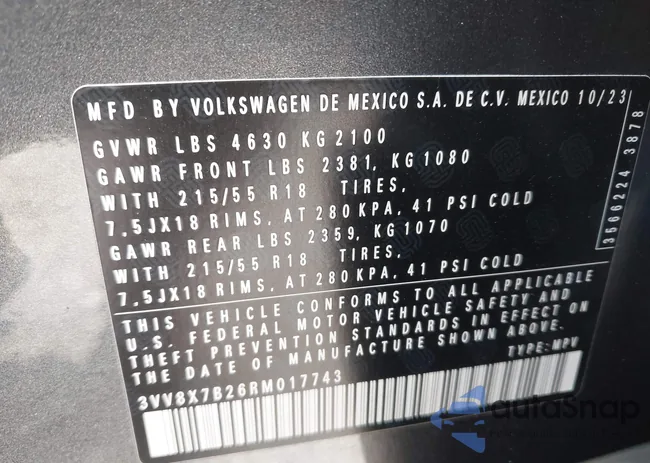 MFD BY VOLKSWAGEN DE MEXICO S.A. DE C.V. MEXICO 10/23
GVWR LBS 4630 KG 2100
GAWR FRONT LBS 2381, KG 1080
WITH 215/55 R18 TIRES,
7.5JX18 RIMS, AT 280 KPA, 41 PSI COLD
GAWR REAR LBS 2359, KG 1070
WITH 215/55 R18 TIRES,
7.5JX18 RIMS, AT 280 KPA, 41 PSI COLD
THIS VEHICLE CONFORMS TO ALL APPLICABLE
U.S. FEDERAL MOTOR VEHICLE SAFETY AND
THEFT PREVENTION STANDARDS IN EFFECT ON
THE DATE OF MANUFACTURE SHOWN ABOVE.
TYPE: MPV
3VV8X7B26RM017743
3566224 3878
autoSnap